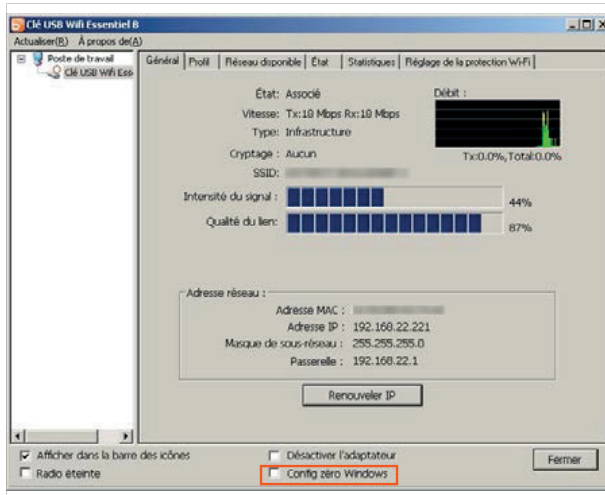 Clé USB Wifi Essentiel B
Actualiser(R) À propos de(A)
Poste de travail
Clé USB Wifi Ess
Général Profil Réseau disponible État Statistiques Réglage de la protection Wi-Fi
État: Associé
Débit :
Vitesse: Tx:18 Mbps Rx:18 Mbps
Type: Infrastructure
Cryptage : Aucun
Tx:0.0%, Total:0.0%
SSID:
Intensité du signal : 44%
Qualité du lien: 87%
Adresse réseau :
Adresse MAC :
Adresse IP : 192.168.22.221
Masque de sous-réseau : 255.255.255.0
Passerelle : 192.168.22.1
Renouveler IP
Afficher dans la barre des icônes
Désactiver l'adaptateur
Fermer
Radio éteinte
Config zéro Windows